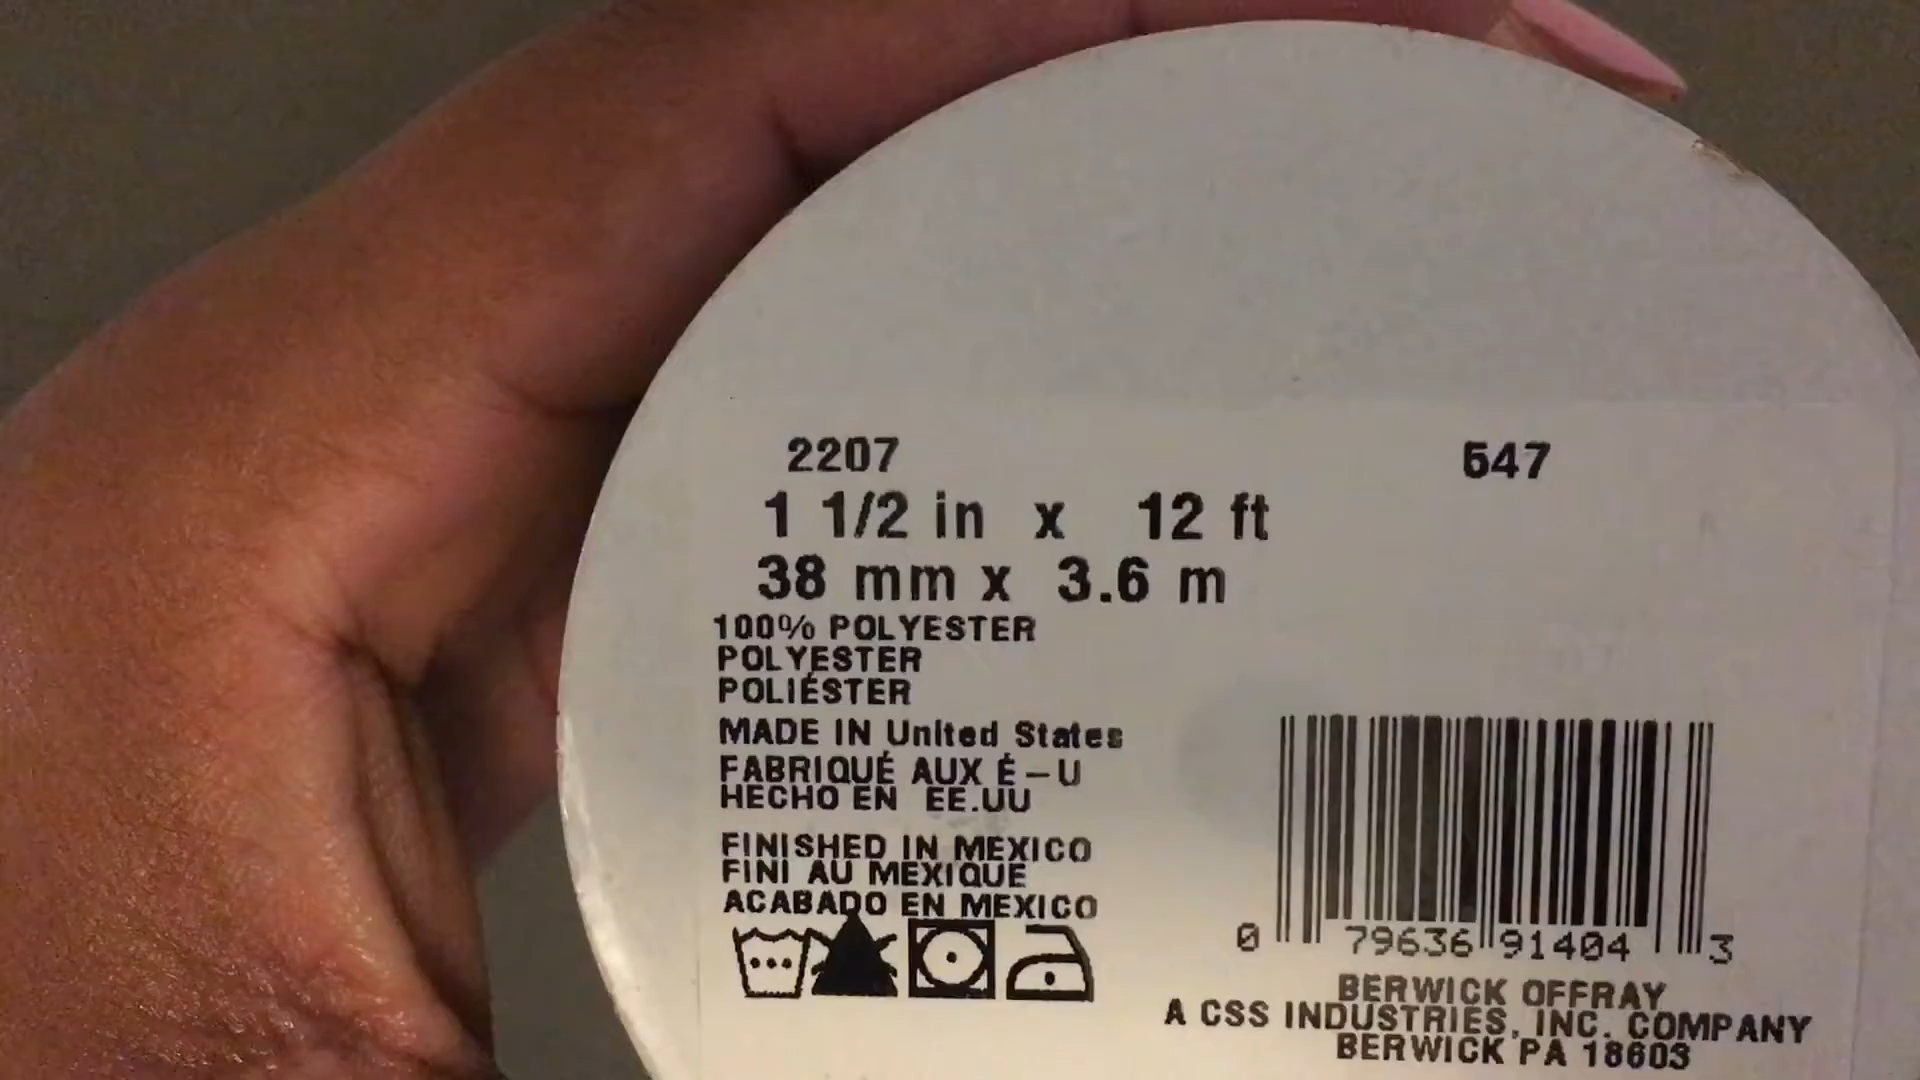 2207 547
1 1/2 in x 12 ft
38 mm x 3.6 m
100% POLYESTER
POLYESTER
POLIÉSTER
MADE IN United States
FABRIQUÉ AUX É-U
HECHO EN EE.UU
FINISHED IN MEXICO
FINI AU MEXIQUE
ACABADO EN MEXICO
0 79636 91404 3
BERWICK OFFRAY
A CSS INDUSTRIES, INC. COMPANY
BERWICK PA 18603